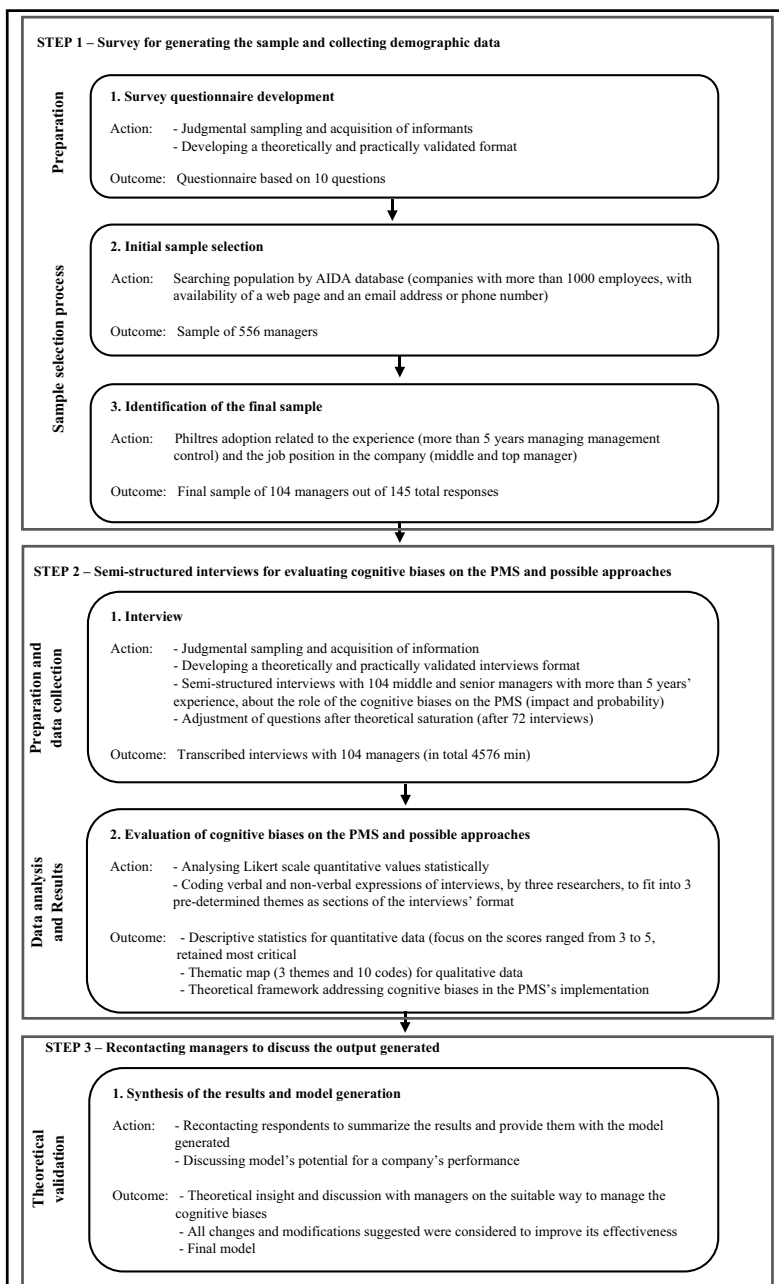 STEP 1 – Survey for generating the sample and collecting demographic data
Preparation
1. Survey questionnaire development
Action: - Judgmental sampling and acquisition of informants
- Developing a theoretically and practically validated format
Outcome: Questionnaire based on 10 questions
Sample selection process
2. Initial sample selection
Action: Searching population by AIDA database (companies with more than 1000 employees, with
availability of a web page and an email address or phone number)
Outcome: Sample of 556 managers
3. Identification of the final sample
Action: Philtres adoption related to the experience (more than 5 years managing management
control) and the job position in the company (middle and top manager)
Outcome: Final sample of 104 managers out of 145 total responses
STEP 2 – Semi-structured interviews for evaluating cognitive biases on the PMS and possible approaches
Preparation and
data collection
1. Interview
Action: - Judgmental sampling and acquisition of information
- Developing a theoretically and practically validated interviews format
- Semi-structured interviews with 104 middle and senior managers with more than 5 years'
experience, about the role of the cognitive biases on the PMS (impact and probability)
- Adjustment of questions after theoretical saturation (after 72 interviews)
Outcome: Transcribed interviews with 104 managers (in total 4576 min)
Data analysis
and Results
2. Evaluation of cognitive biases on the PMS and possible approaches
Action: - Analysing Likert scale quantitative values statistically
- Coding verbal and non-verbal expressions of interviews, by three researchers, to fit into 3
pre-determined themes as sections of the interviews' format
Outcome: - Descriptive statistics for quantitative data (focus on the scores ranged from 3 to 5,
retained most critical
- Thematic map (3 themes and 10 codes) for qualitative data
- Theoretical framework addressing cognitive biases in the PMS's implementation
STEP 3 – Recontacting managers to discuss the output generated
Theoretical
validation
1. Synthesis of the results and model generation
Action: - Recontacting respondents to summarize the results and provide them with the model
generated
- Discussing model's potential for a company's performance
Outcome: - Theoretical insight and discussion with managers on the suitable way to manage the
cognitive biases
- All changes and modifications suggested were considered to improve its effectiveness
- Final model